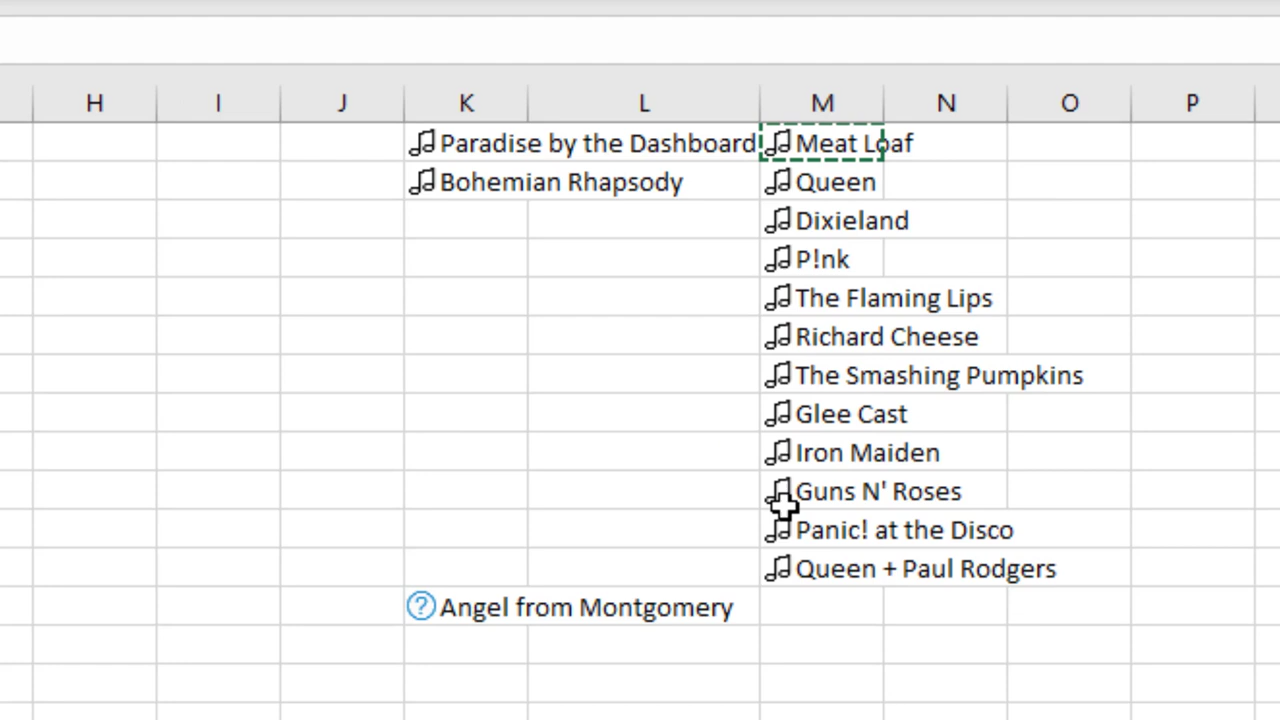 H I J K L M N O P
Paradise by the Dashboard Meat Loaf
Bohemian Rhapsody Queen
Dixieland
P!nk
The Flaming Lips
Richard Cheese
The Smashing Pumpkins
Glee Cast
Iron Maiden
Guns N' Roses
Panic! at the Disco
Queen + Paul Rodgers
Angel from Montgomery